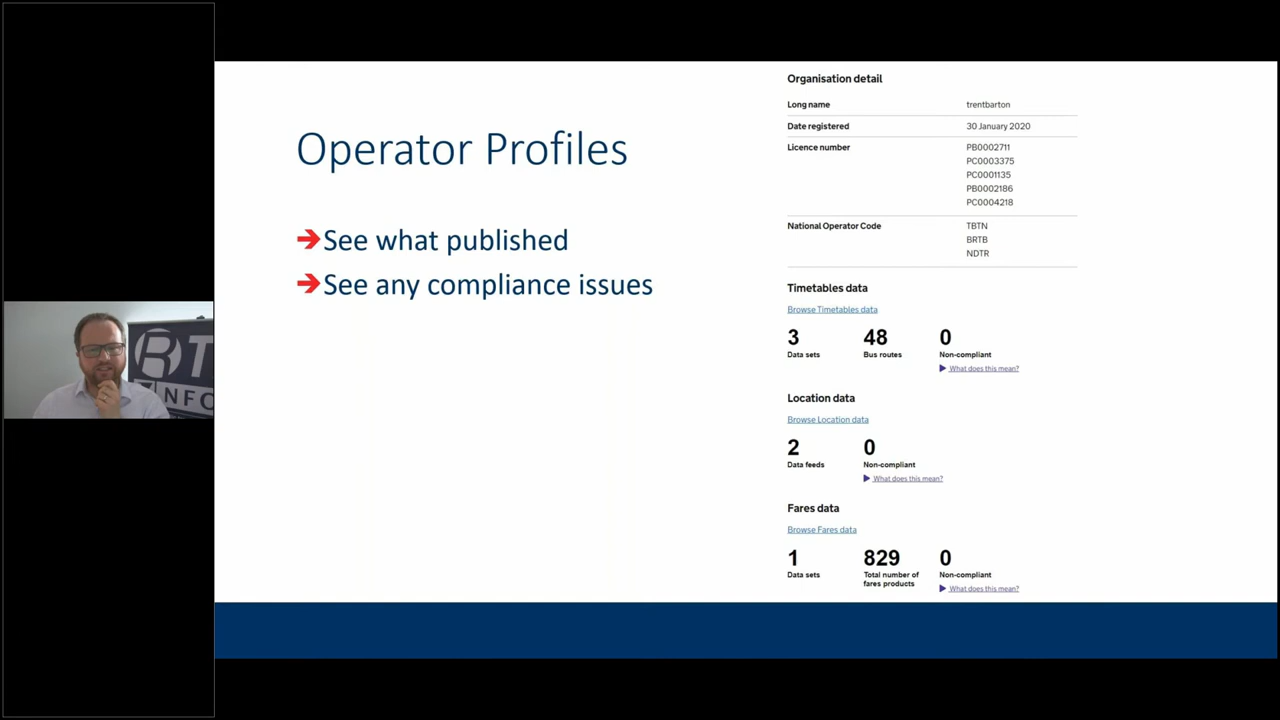 Operator Profiles
See what published
See any compliance issues
Organisation detail
Long name trentbarton
Date registered 30 January 2020
Licence number PB0002711
PC0003375
PC0001135
PB0002186
PC0004218
National Operator Code TBTN
BRTB
NDTR
Timetables data
Browse Timetables data
3 48 0
Data sets Bus routes Non-compliant
What does this mean?
Location data
Browse Location data
2 0
Data feeds Non-compliant
What does this mean?
Fares data
Browse Fares data
1 829 0
Data sets Total number of Non-compliant
fares products
What does this mean?
RT
INFO